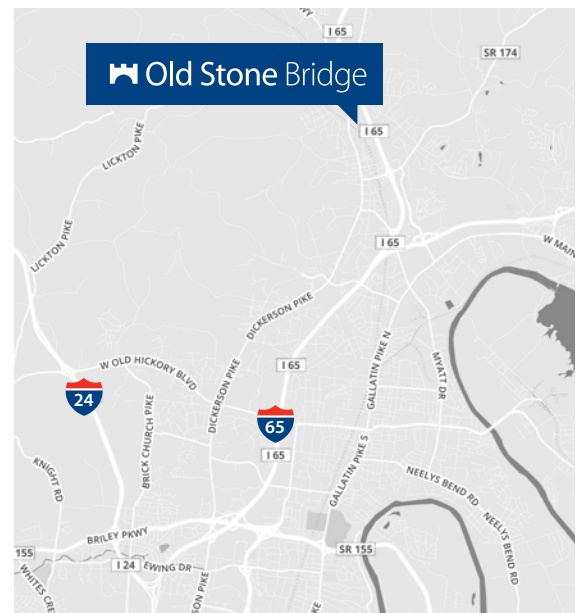 I 65
SR 174
Old Stone Bridge
I 65
LICKTON PIKE
LICKTON PIKE
I 65
W MAIN
DICKERSON PIKE
GALLATIN PIKE N
MYATT DR
W OLD HICKORY BLVD
I 65
DICKERSON PIKE
24
BRICK CHURCH PIKE
65
I 65
KNIGHT RD
GALLATIN PIKE S
NEELYS BEND RD
NEELYS BEND RD
BRILEY PKWY
155
SR 155
I 24
EWING DR
WHITES CRE